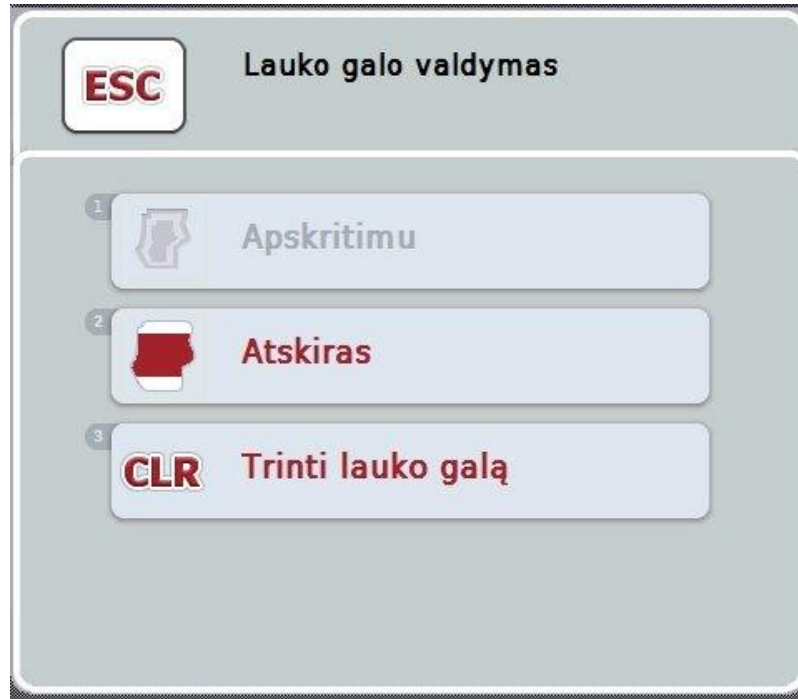 ESC
Lauko galo valdymas
1
Apskritimu
2
Atskiras
3
CLR
Trinti lauko galą